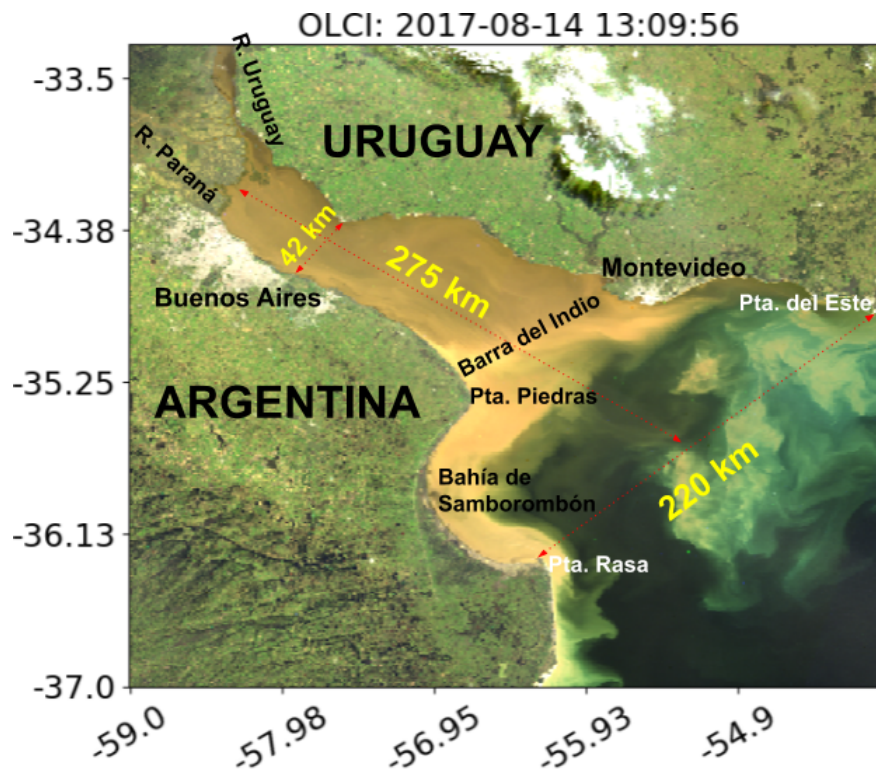 OLCI: 2017-08-14 13:09:56
-33.5
R. Uruguay
URUGUAY
R. Paraná
-34.38
42 km
275 km
Montevideo
Buenos Aires
Pta. del Este
Barra del Indio
-35.25
ARGENTINA
Pta. Piedras
Bahía de
Samborombón
220 km
-36.13
Pta. Rasa
-37.0
-59.0
-57.98
-56.95
-55.93
-54.9